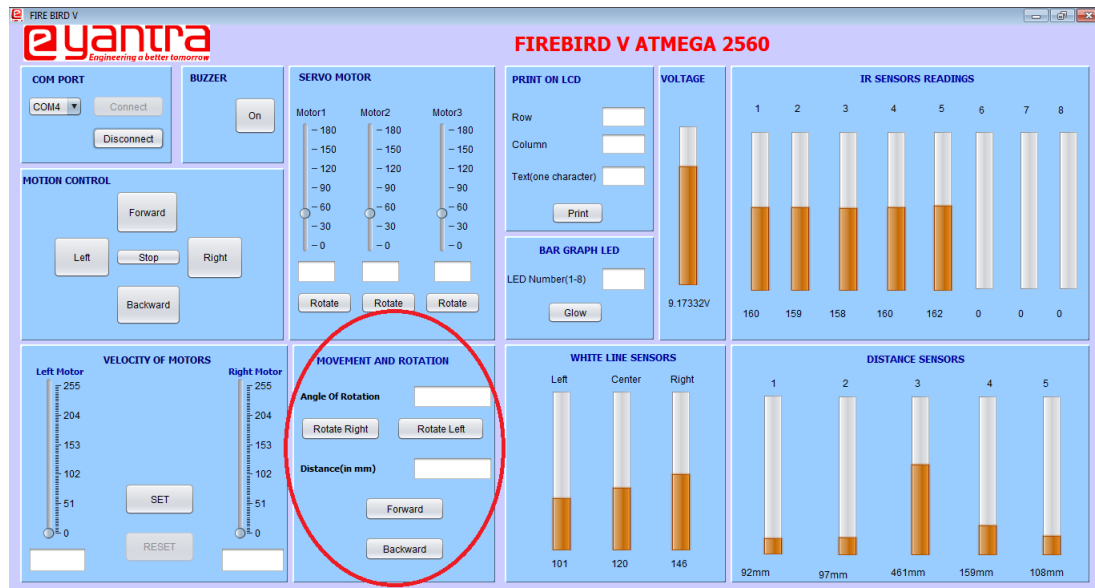 FIRE BIRD V
eyantra
Engineering a better tomorrow
FIREBIRD V ATMEGA 2560
COM PORT
COM4
Connect
Disconnect
BUZZER
On
MOTION CONTROL
Forward
Left
Stop
Right
Backward
SERVO MOTOR
Motor1 Motor2 Motor3
180 180 180
150 150 150
120 120 120
90 90 90
60 60 60
30 30 30
0 0 0
Rotate Rotate Rotate
PRINT ON LCD
Row
Column
Text(one character)
Print
BAR GRAPH LED
LED Number(1-8)
Glow
VOLTAGE
9.17332V
IR SENSORS READINGS
1 2 3 4 5 6 7 8
160 159 158 160 162 0 0 0
VELOCITY OF MOTORS
Left Motor Right Motor
255 255
204 204
153 153
102 102
51 51
0 0
SET
RESET
MOVEMENT AND ROTATION
Angle Of Rotation
Rotate Right Rotate Left
Distance(in mm)
Forward
Backward
WHITE LINE SENSORS
Left Center Right
101 120 146
DISTANCE SENSORS
1 2 3 4 5
92mm 97mm 461mm 159mm 108mm